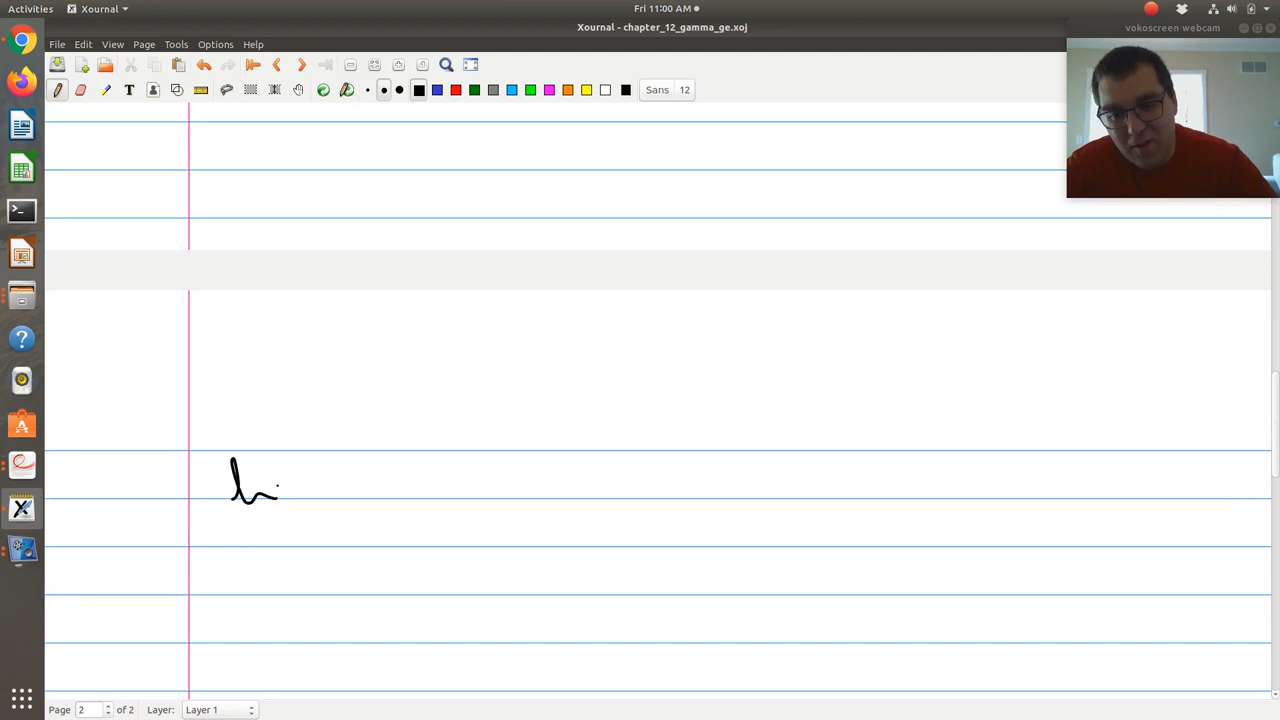 Activities Xournal Fri 11:00 AM
Xournal - chapter_12_gamma_ge.xoj
vokoscreen webcam
File Edit View Page Tools Options Help
Sans 12
Page 2 of 2 Layer: Layer 1